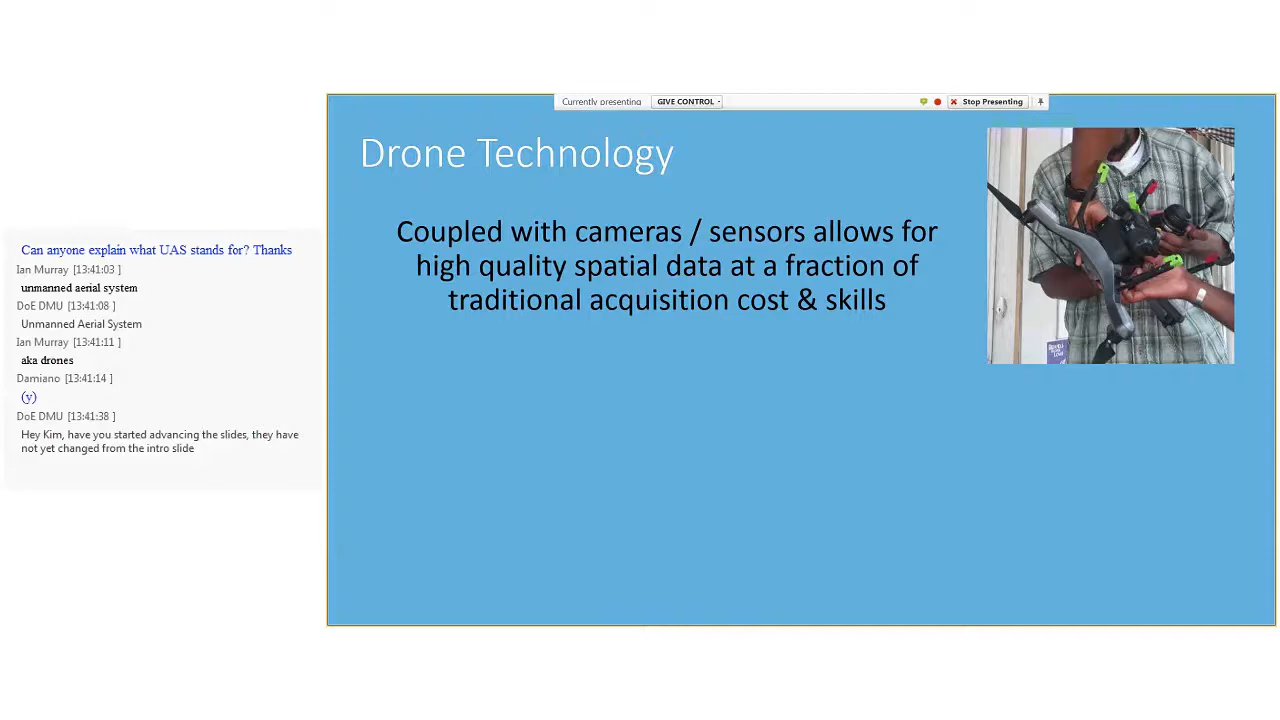 Can anyone explain what UAS stands for? Thanks
Ian Murray [13:41:03 ]
unmanned aerial system
DoE DMU [13:41:08 ]
Unmanned Aerial System
Ian Murray [13:41:11 ]
aka drones
Damiano [13:41:14 ]
(y)
DoE DMU [13:41:38 ]
Hey Kim, have you started advancing the slides, they have
not yet changed from the intro slide
Currently presenting
GIVE CONTROL
Stop Presenting
Drone Technology
Coupled with cameras / sensors allows for
high quality spatial data at a fraction of
traditional acquisition cost & skills